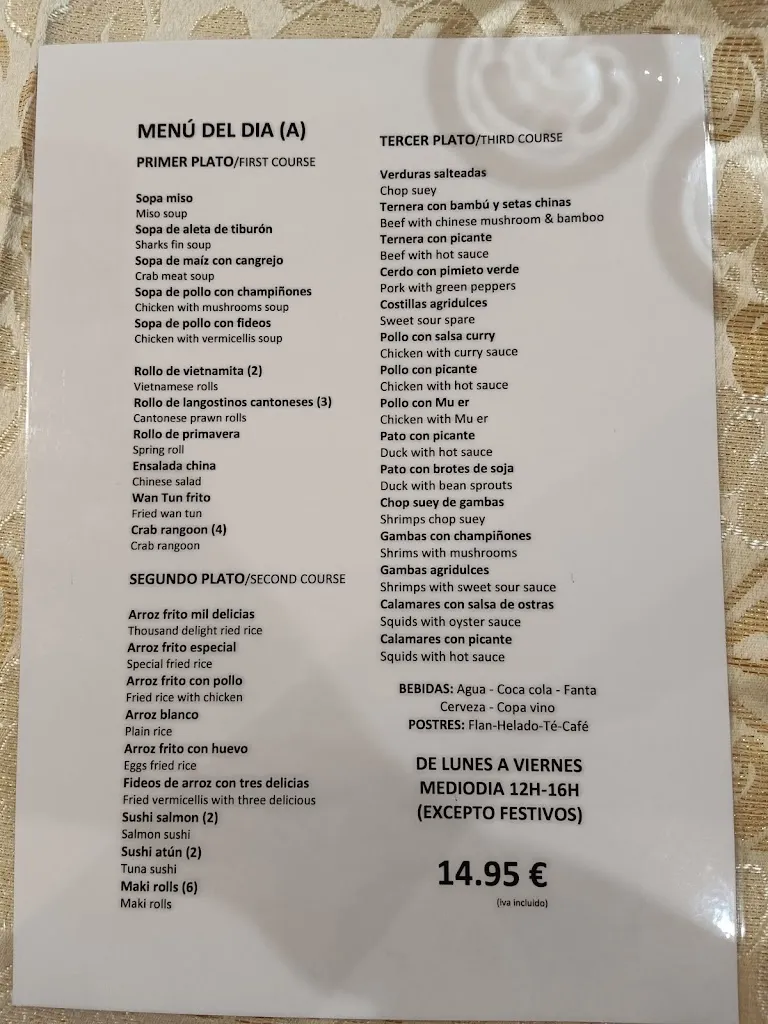 MENÚ DEL DIA (A)
PRIMER PLATO/FIRST COURSE
Sopa miso
Miso soup
Sopa de aleta de tiburón
Sharks fin soup
Sopa de maíz con cangrejo
Crab meat soup
Sopa de pollo con champiñones
Chicken with mushrooms soup
Sopa de pollo con fideos
Chicken with vermicellis soup
Rollo de vietnamita (2)
Vietnamese rolls
Rollo de langostinos cantoneses (3)
Cantonese prawn rolls
Rollo de primavera
Spring roll
Ensalada china
Chinese salad
Wan Tun frito
Fried wan tun
Crab rangoon (4)
Crab rangoon
SEGUNDO PLATO/SECOND COURSE
Arroz frito mil delicias
Thousand delight ried rice
Arroz frito especial
Special fried rice
Arroz frito con pollo
Fried rice with chicken
Arroz blanco
Plain rice
Arroz frito con huevo
Eggs fried rice
Fideos de arroz con tres delicias
Fried vermicellis with three delicious
Sushi salmon (2)
Salmon sushi
Sushi atún (2)
Tuna sushi
Maki rolls (6)
Maki rolls
TERCER PLATO/THIRD COURSE
Verduras salteadas
Chop suey
Ternera con bambú y setas chinas
Beef with chinese mushroom & bamboo
Ternera con picante
Beef with hot sauce
Cerdo con pimieto verde
Pork with green peppers
Costillas agridulces
Sweet sour spare
Pollo con salsa curry
Chicken with curry sauce
Pollo con picante
Chicken with hot sauce
Pollo con Mu er
Chicken with Mu er
Pato con picante
Duck with hot sauce
Pato con brotes de soja
Duck with bean sprouts
Chop suey de gambas
Shrimps chop suey
Gambas con champiñones
Shrims with mushrooms
Gambas agridulces
Shrimps with sweet sour sauce
Calamares con salsa de ostras
Squids with oyster sauce
Calamares con picante
Squids with hot sauce
BEBIDAS: Agua - Coca cola - Fanta
Cerveza - Copa vino
POSTRES: Flan-Helado-Té-Café
DE LUNES A VIERNES
MEDIODIA 12H-16H
(EXCEPTO FESTIVOS)
14.95 €
(iva incluido)